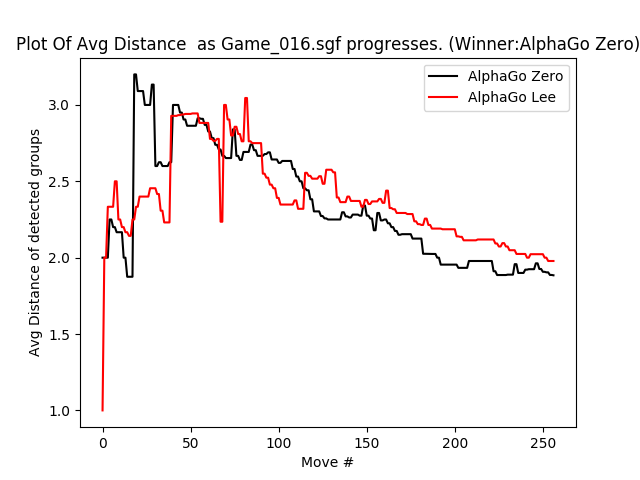 Plot Of Avg Distance  as Game_016.sgf progresses. (Winner:AlphaGo Zero)
AlphaGo Zero
AlphaGo Lee
Avg Distance of detected groups
3.0
2.5
2.0
1.5
1.0
0 50 100 150 200 250
Move #